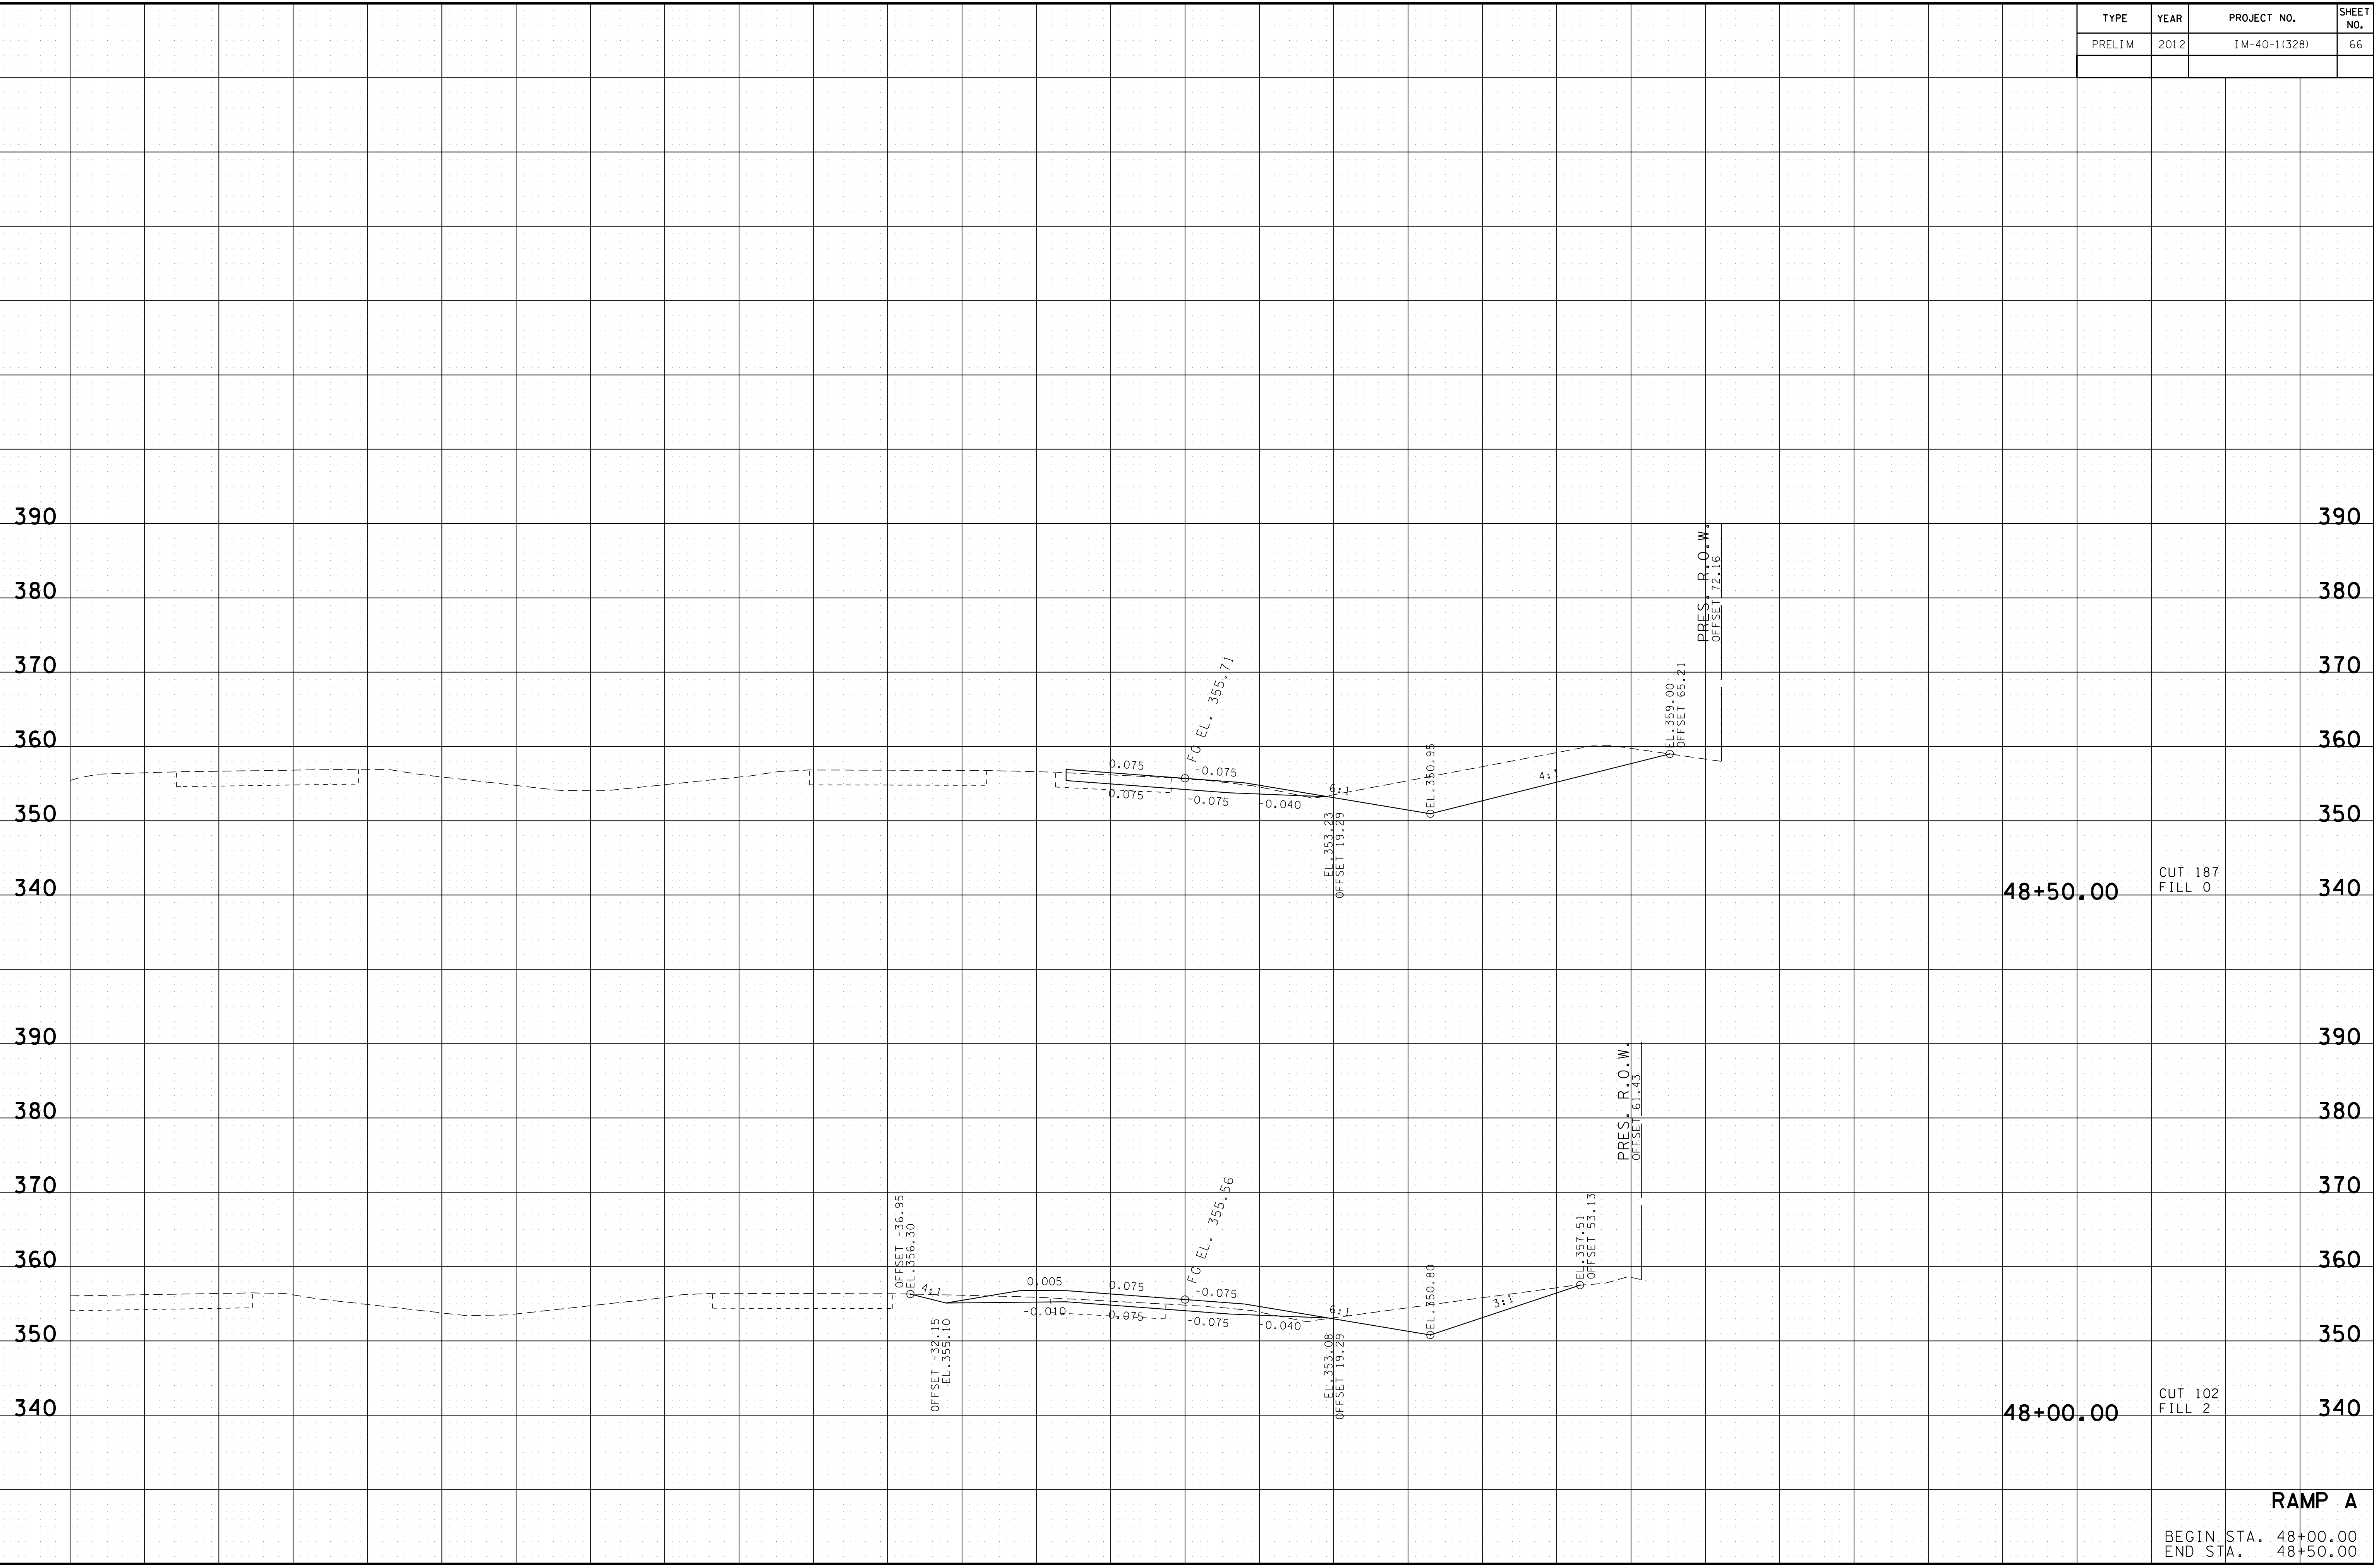 TYPE YEAR PROJECT NO. SHEET NO.
PRELIM 2012 IM-40-1(328) 66
390 390
PRES. R.O.W.
OFFSET 72.16
380 380
370 370
FG EL. 355.71
EL.359.00
OFFSET 65.21
360 360
0.075
-0.075
EL.350.95
4:1
6:1
0.075
-0.075
-0.040
350 350
EL.353.23
OFFSET 19.29
340 340
48+50.00
CUT 187
FILL 0
390 390
PRES. R.O.W.
OFFSET 61.43
380 380
370 370
OFFSET -36.95
EL.356.30
FG EL. 355.56
EL.357.51
OFFSET 53.13
360 360
4:1
0.005
0.075
-0.075
EL.350.80
3:1
6:1
-0.010
0.075
-0.075
-0.040
350 350
OFFSET -32.15
EL.355.10
EL.353.08
OFFSET 19.29
340 340
48+00.00
CUT 102
FILL 2
RAMP A
BEGIN STA. 48+00.00
END STA. 48+50.00